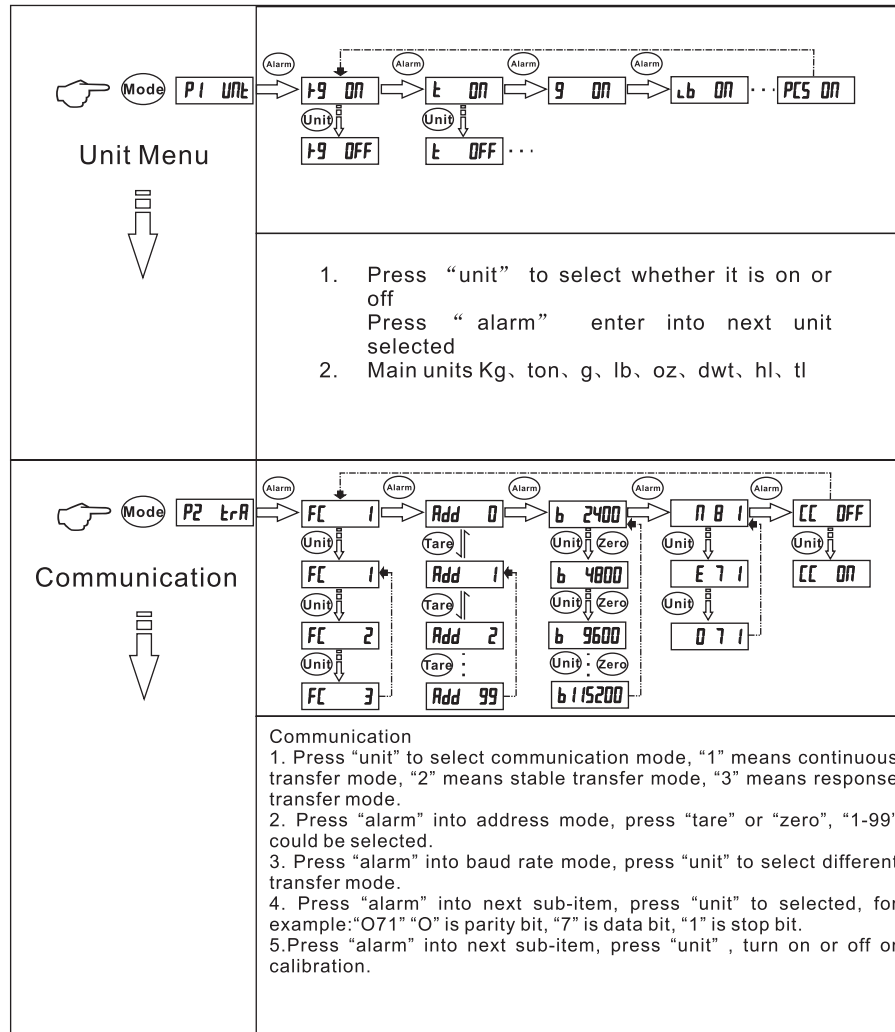 Alarm Alarm Alarm Alarm
Mode P1 Unt kg ON t ON g ON Lb ON ··· PCS ON
Unit Unit
kg OFF t OFF ···
Unit Menu
1. Press “unit” to select whether it is on or
off
Press “ alarm” enter into next unit
selected
2. Main units Kg、ton、g、lb、oz、dwt、hl、tl
Alarm Alarm Alarm Alarm Alarm
Mode P2 trA FC 1 Add 0 b 2400 n 8 1 CC OFF
Unit Tare Unit Zero Unit Unit
FC 1 Add 1 b 4800 E 7 1 CC ON
Communication
Unit Tare Unit Zero Unit
FC 2 Add 2 b 9600 O 7 1
Unit Tare Unit Zero
FC 3 Add 99 b115200
Communication
1. Press “unit” to select communication mode, “1” means continuous
transfer mode, “2” means stable transfer mode, “3” means response
transfer mode.
2. Press “alarm” into address mode, press “tare” or “zero”, “1-99”
could be selected.
3. Press “alarm” into baud rate mode, press “unit” to select different
transfer mode.
4. Press “alarm” into next sub-item, press “unit” to selected, for
example:“O71” “O” is parity bit, “7” is data bit, “1” is stop bit.
5.Press “alarm” into next sub-item, press “unit” , turn on or off or
calibration.